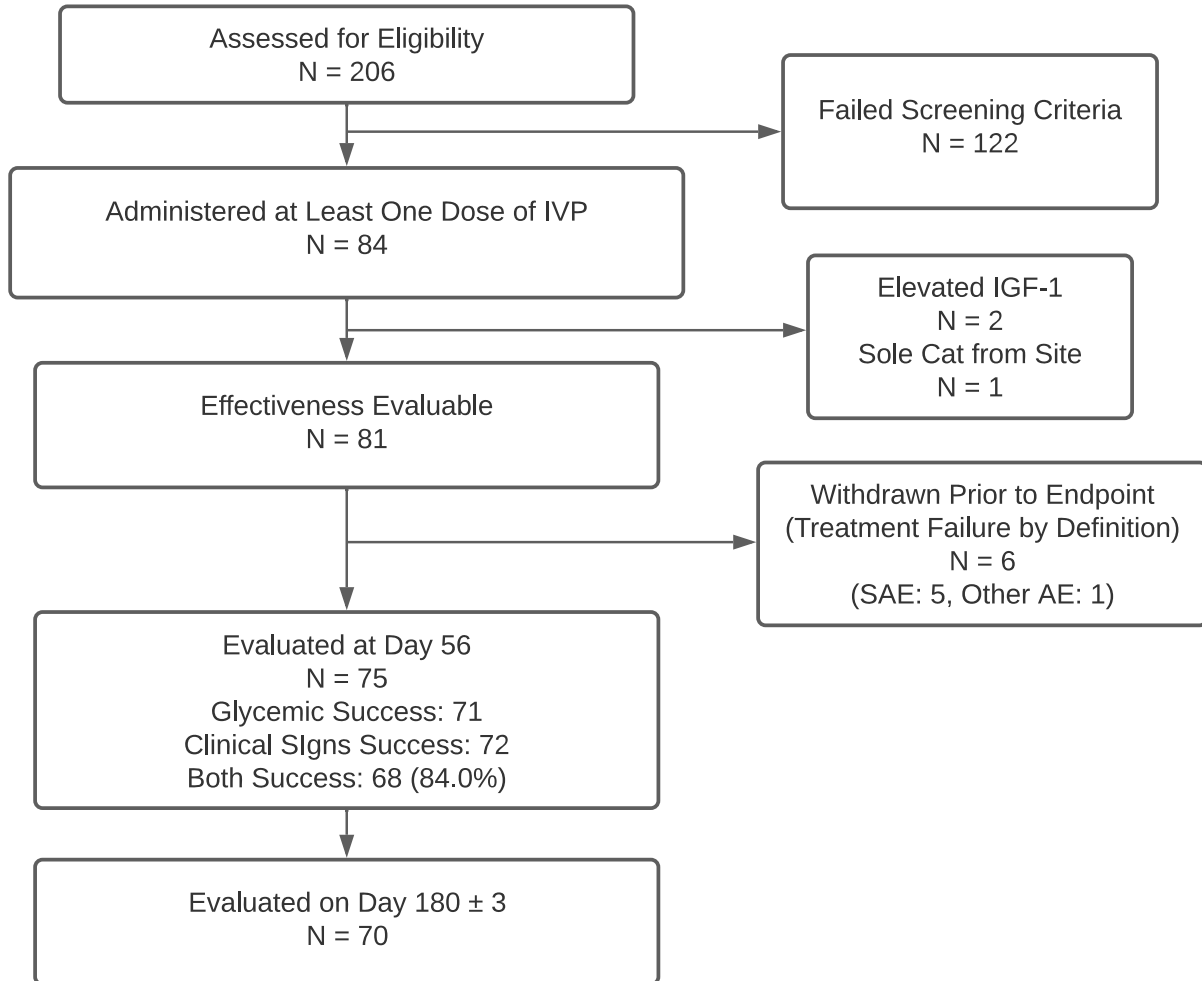 Assessed for Eligibility
N = 206
Failed Screening Criteria
N = 122
Administered at Least One Dose of IVP
N = 84
Elevated IGF-1
N = 2
Sole Cat from Site
N = 1
Effectiveness Evaluable
N = 81
Withdrawn Prior to Endpoint
(Treatment Failure by Definition)
N = 6
(SAE: 5, Other AE: 1)
Evaluated at Day 56
N = 75
Glycemic Success: 71
Clinical SIgns Success: 72
Both Success: 68 (84.0%)
Evaluated on Day 180 ± 3
N = 70